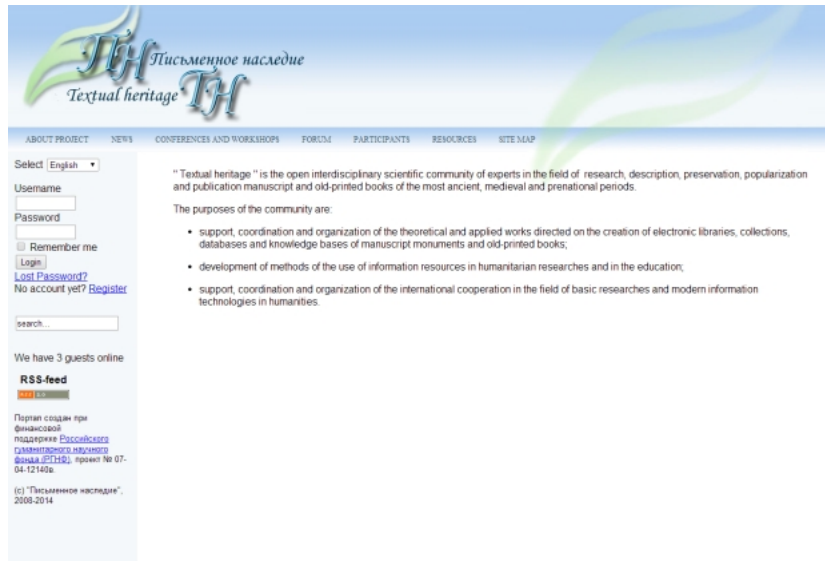 ПН Письменное наследие
Textual heritage ТН
ABOUT PROJECT NEWS CONFERENCES AND WORKSHOPS FORUM PARTICIPANTS RESOURCES SITE MAP
Select English
Username
Password
Remember me
Login
Lost Password?
No account yet? Register
search...
We have 3 guests online
RSS-feed
RSS 2.0
Портал создан при
финансовой
поддержке Российского
гуманитарного научного
фонда (РГНФ), проект № 07-
04-12140в.
(c) "Письменное наследие",
2008-2014
" Textual heritage " is the open interdisciplinary scientific community of experts in the field of research, description, preservation, popularization
and publication manuscript and old-printed books of the most ancient, medieval and prenational periods.
The purposes of the community are:
• support, coordination and organization of the theoretical and applied works directed on the creation of electronic libraries, collections,
databases and knowledge bases of manuscript monuments and old-printed books;
• development of methods of the use of information resources in humanitarian researches and in the education;
• support, coordination and organization of the international cooperation in the field of basic researches and modern information
technologies in humanities.